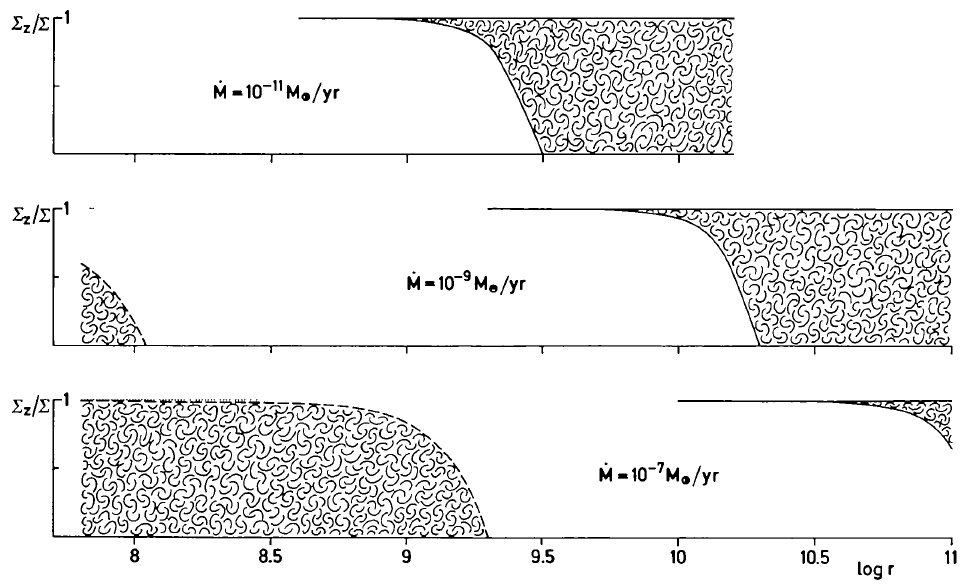 Σz/Σ 1
Ṁ = 10⁻¹¹ M⊙/yr
Σz/Σ 1
Ṁ = 10⁻⁹ M⊙/yr
Σz/Σ 1
Ṁ = 10⁻⁷ M⊙/yr
8 8.5 9 9.5 10 10.5 11
log r